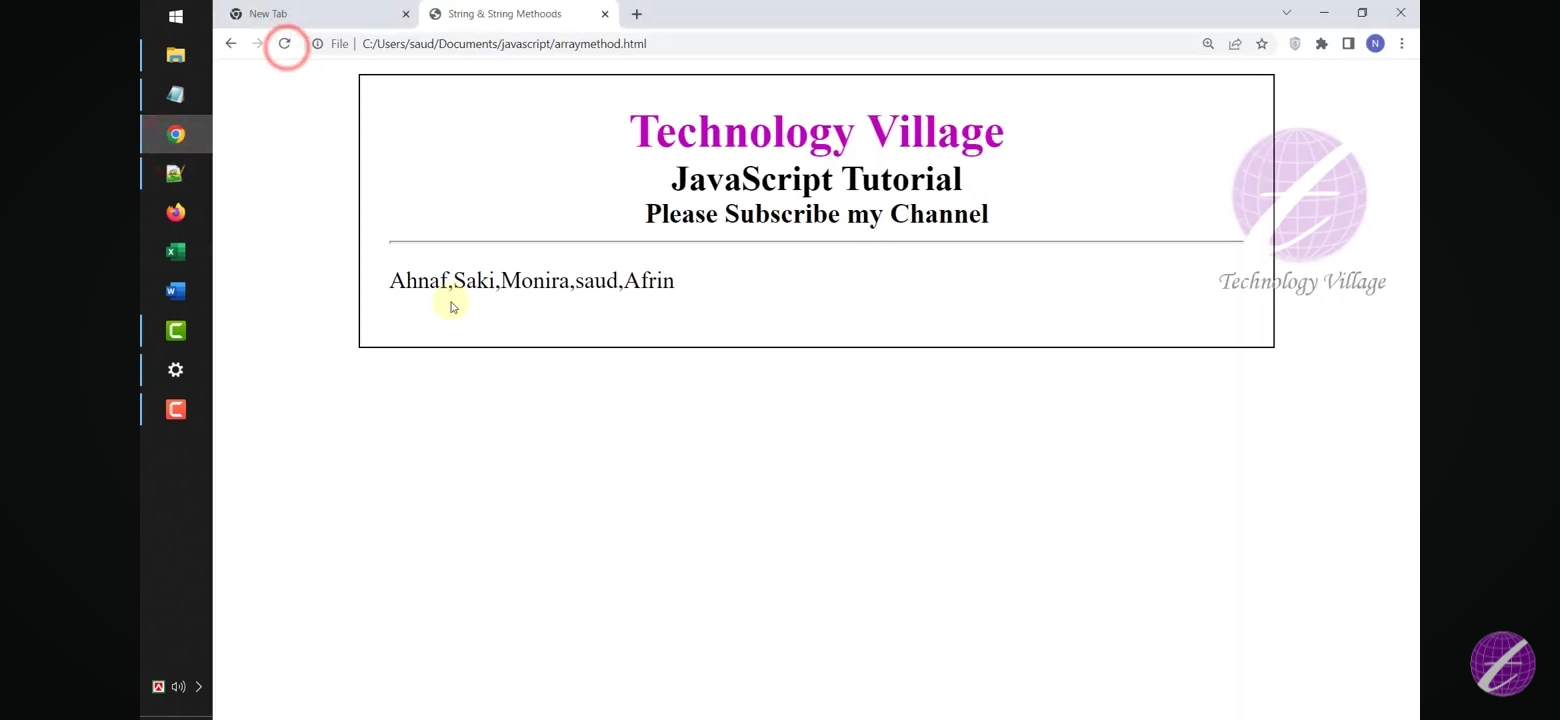 New Tab
String & String Methoods
File
C:/Users/saud/Documents/javascript/arraymethod.html
N
Technology Village
JavaScript Tutorial
Please Subscribe my Channel
Ahnaf,Saki,Monira,saud,Afrin
Technology Village